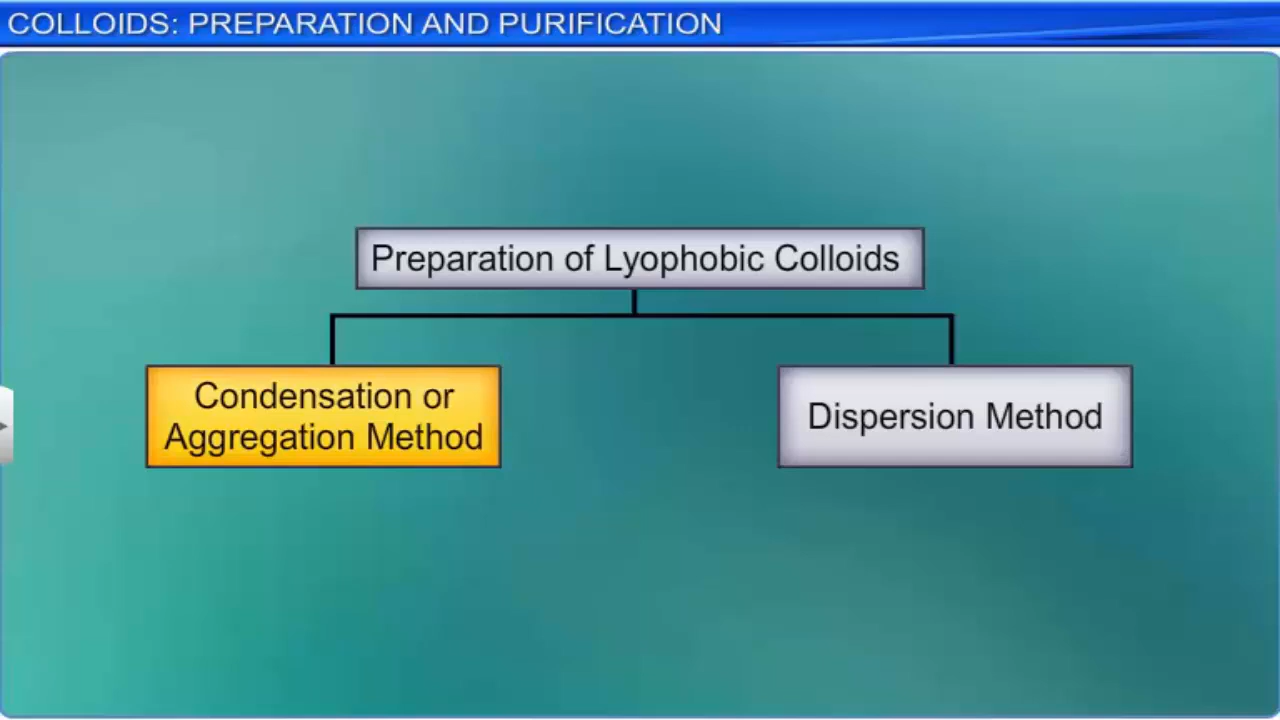 COLLOIDS: PREPARATION AND PURIFICATION
Preparation of Lyophobic Colloids
Condensation or
Aggregation Method
Dispersion Method